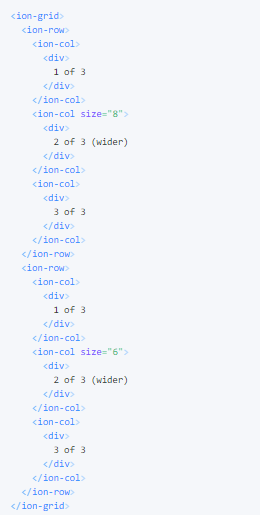 <ion-grid>
  <ion-row>
    <ion-col>
      <div>
        1 of 3
      </div>
    </ion-col>
    <ion-col size="8">
      <div>
        2 of 3 (wider)
      </div>
    </ion-col>
    <ion-col>
      <div>
        3 of 3
      </div>
    </ion-col>
  </ion-row>
  <ion-row>
    <ion-col>
      <div>
        1 of 3
      </div>
    </ion-col>
    <ion-col size="6">
      <div>
        2 of 3 (wider)
      </div>
    </ion-col>
    <ion-col>
      <div>
        3 of 3
      </div>
    </ion-col>
  </ion-row>
</ion-grid>